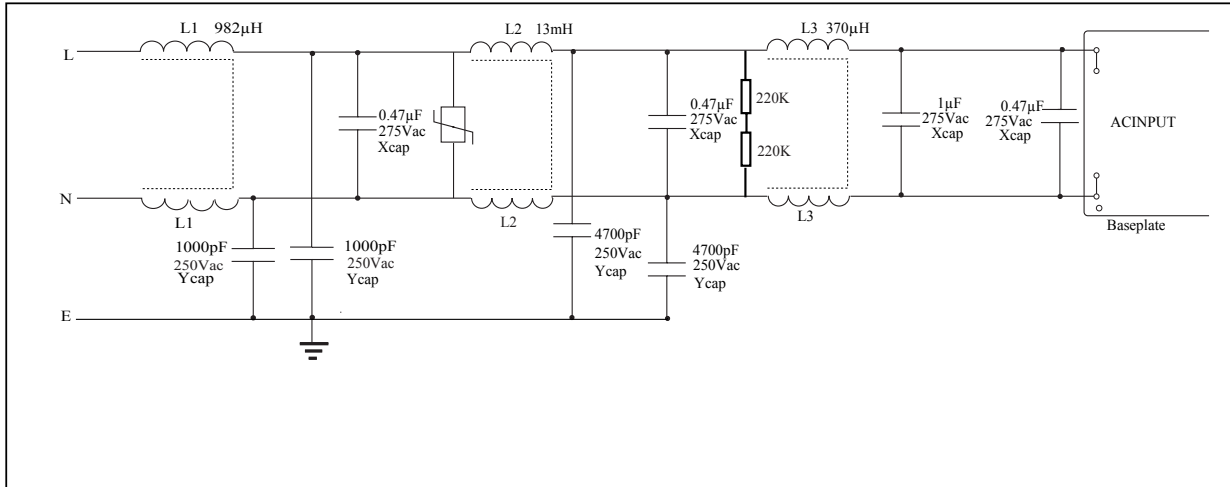 L1 982µH
L2 13mH
L3 370µH
L
0.47µF
275Vac
Xcap
0.47µF
275Vac
Xcap
220K
220K
1µF
275Vac
Xcap
0.47µF
275Vac
Xcap
ACINPUT
N
L1
L2
L3
Baseplate
1000pF
250Vac
Ycap
1000pF
250Vac
Ycap
4700pF
250Vac
Ycap
4700pF
250Vac
Ycap
E